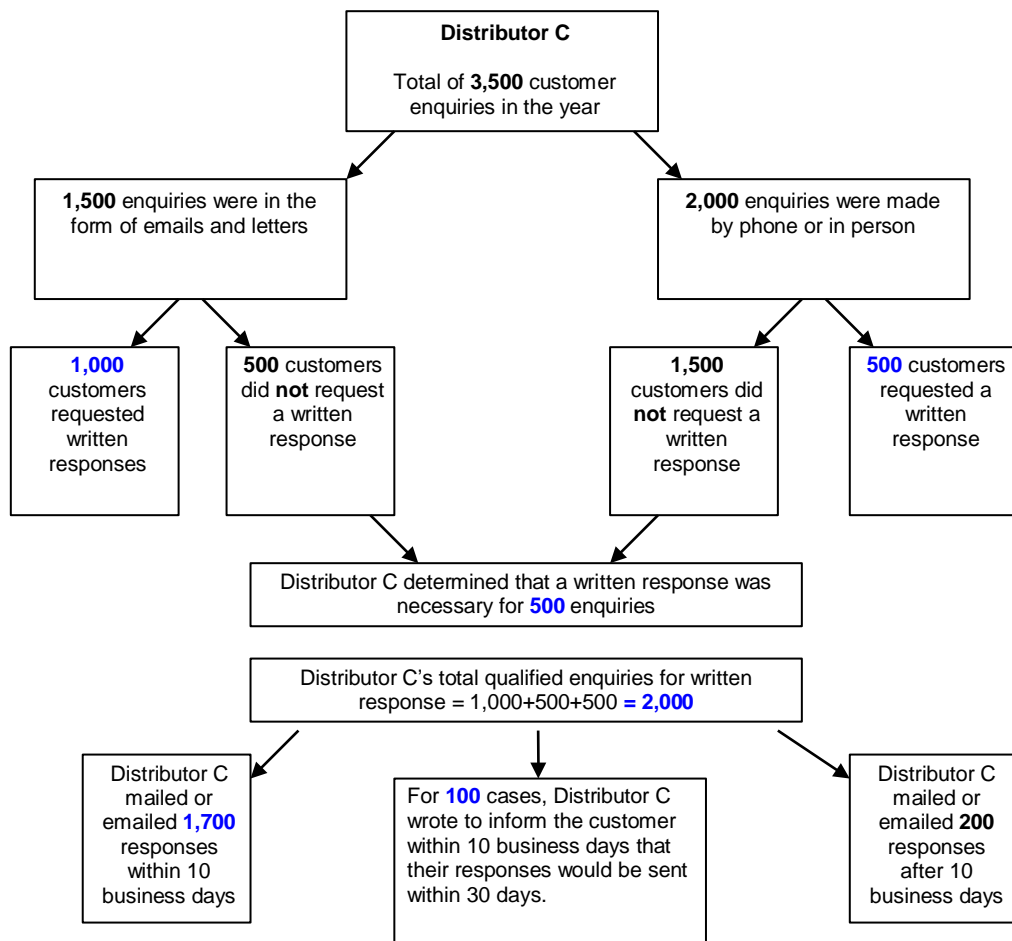 Distributor C
Total of 3,500 customer
enquiries in the year
1,500 enquiries were in the
form of emails and letters
2,000 enquiries were made
by phone or in person
1,000
customers
requested
written
responses
500 customers
did not request
a written
response
1,500
customers did
not request a
written
response
500 customers
requested a
written
response
Distributor C determined that a written response was
necessary for 500 enquiries
Distributor C’s total qualified enquiries for written
response = 1,000+500+500 = 2,000
Distributor C
mailed or
emailed 1,700
responses
within 10
business days
For 100 cases, Distributor C
wrote to inform the customer
within 10 business days that
their responses would be sent
within 30 days.
Distributor C
mailed or
emailed 200
responses
after 10
business days